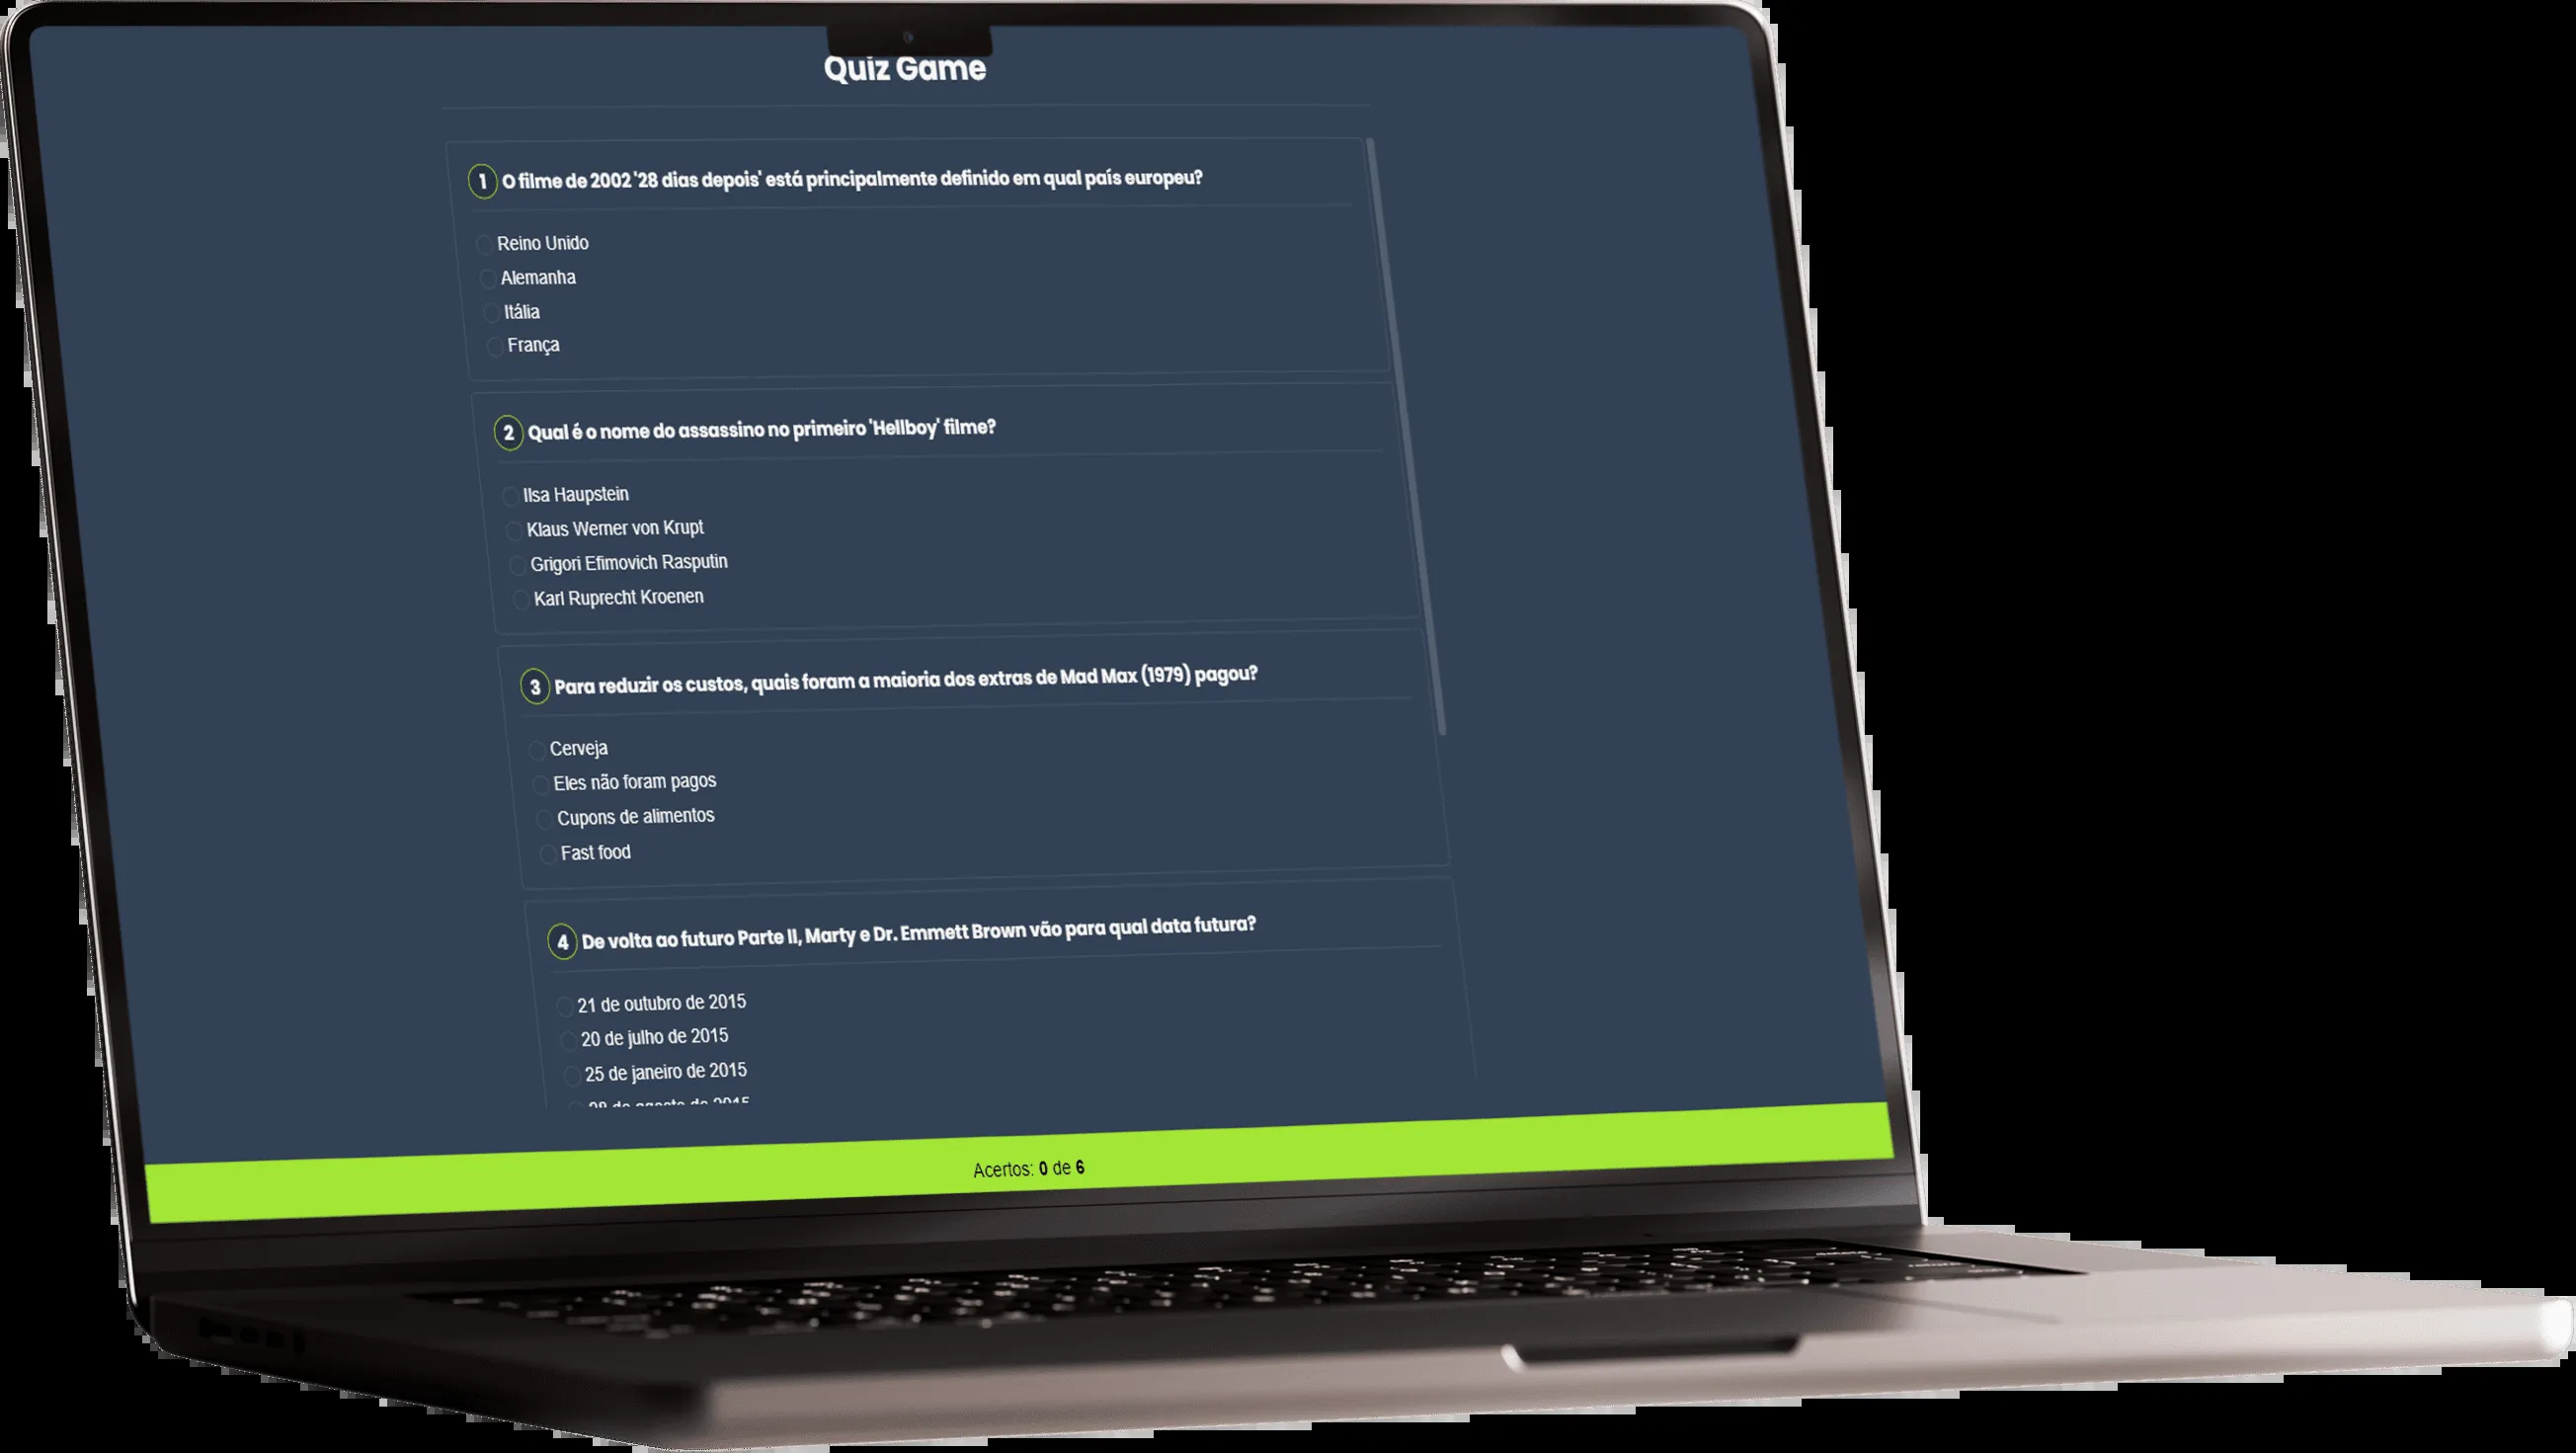 Quiz Game
1 O filme de 2002 '28 dias depois' está principalmente definido em qual país europeu?
Reino Unido
Alemanha
Itália
França
2 Qual é o nome do assassino no primeiro 'Hellboy' filme?
Ilsa Haupstein
Klaus Werner von Krupt
Grigori Efimovich Rasputin
Karl Ruprecht Kroenen
3 Para reduzir os custos, quais foram a maioria dos extras de Mad Max (1979) pagou?
Cerveja
Eles não foram pagos
Cupons de alimentos
Fast food
4 De volta ao futuro Parte II, Marty e Dr. Emmett Brown vão para qual data futura?
21 de outubro de 2015
20 de julho de 2015
25 de janeiro de 2015
28 de agosto de 2015
Acertos: 0 de 6